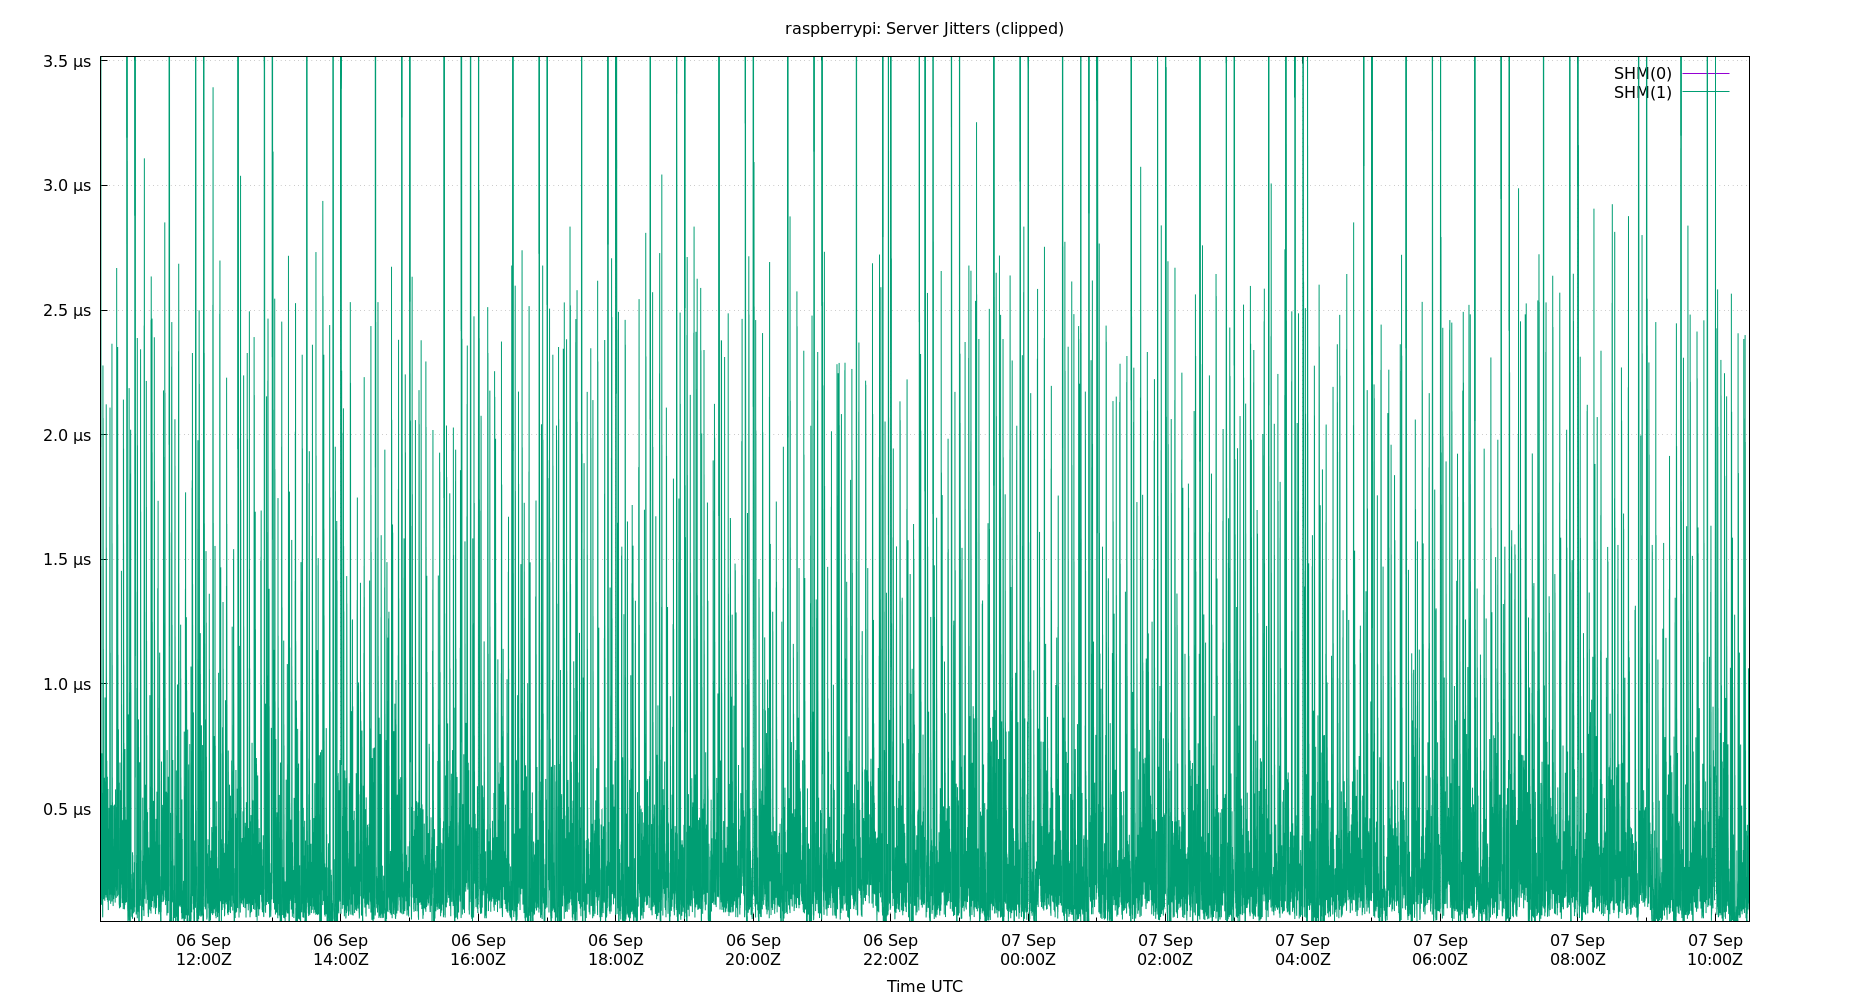 raspberrypi: Server Jitters (clipped)
3.5 μs
SHM(0)
SHM(1)
3.0 μs
2.5 μs
2.0 μs
1.5 μs
1.0 μs
0.5 μs
06 Sep 06 Sep 06 Sep 06 Sep 06 Sep 06 Sep 07 Sep 07 Sep 07 Sep 07 Sep 07 Sep 07 Sep
12:00Z 14:00Z 16:00Z 18:00Z 20:00Z 22:00Z 00:00Z 02:00Z 04:00Z 06:00Z 08:00Z 10:00Z
Time UTC